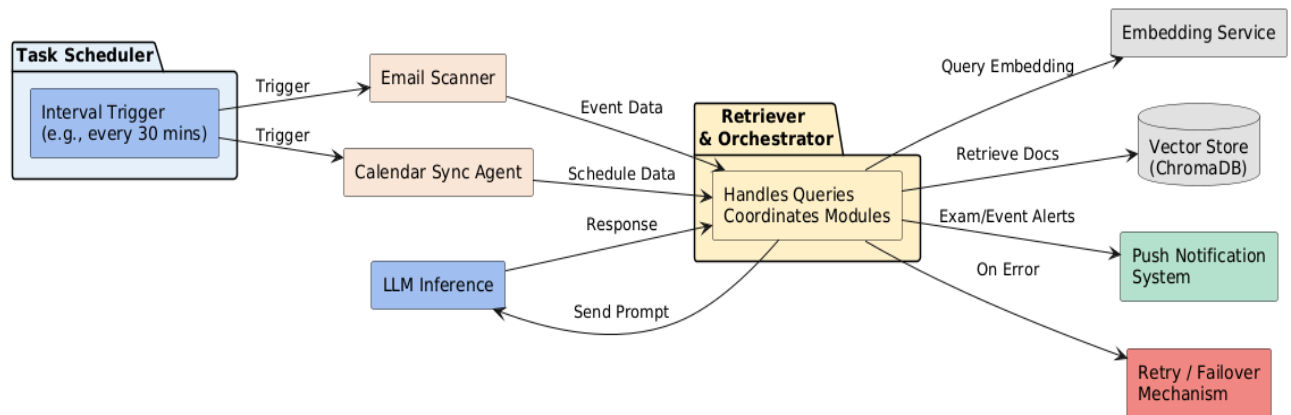 Task Scheduler
Interval Trigger
(e.g., every 30 mins)
Trigger
Trigger
Email Scanner
Calendar Sync Agent
LLM Inference
Event Data
Schedule Data
Response
Send Prompt
Retriever
& Orchestrator
Handles Queries
Coordinates Modules
Query Embedding
Retrieve Docs
Exam/Event Alerts
On Error
Embedding Service
Vector Store
(ChromaDB)
Push Notification
System
Retry / Failover
Mechanism